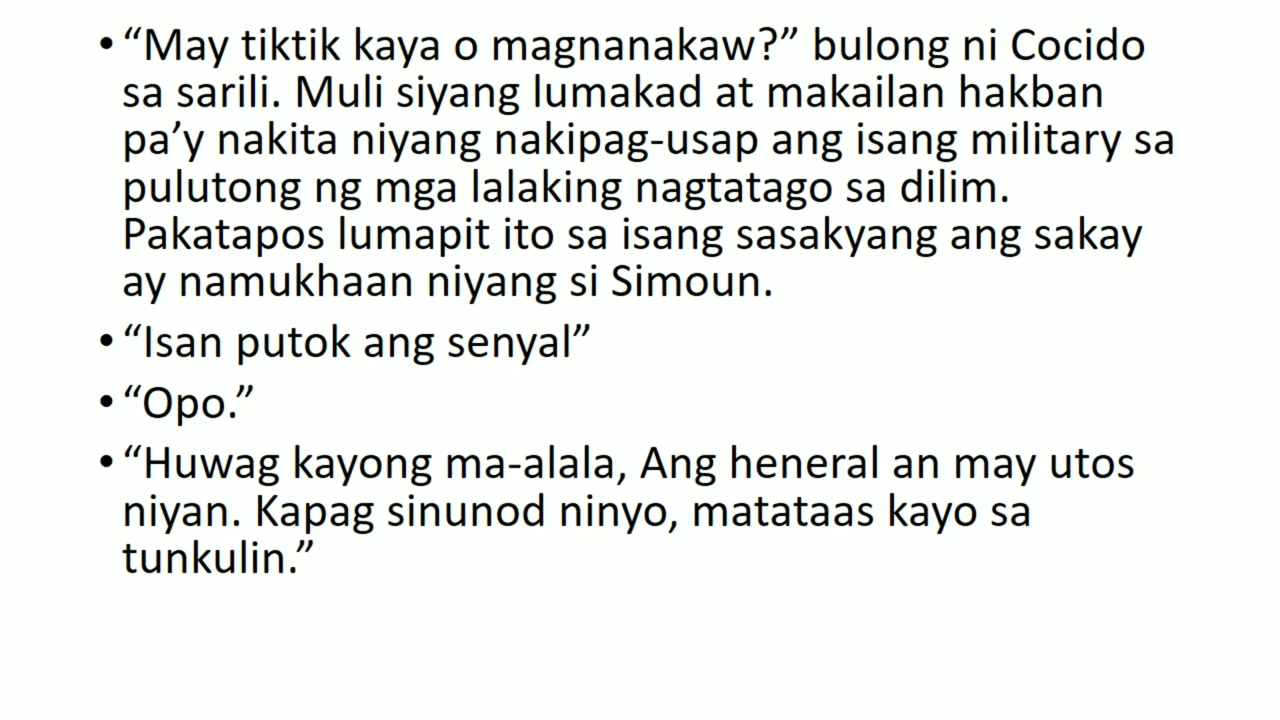 • “May tiktik kaya o magnanakaw?” bulong ni Cocido
sa sarili. Muli siyang lumakad at makailan hakban
pa’y nakita niyang nakipag-usap ang isang military sa
pulutong ng mga lalaking nagtatago sa dilim.
Pakatapos lumapit ito sa isang sasakyang ang sakay
ay namukhaan niyang si Simoun.
• “Isan putok ang senyal”
• “Opo.”
• “Huwag kayong ma-alala, Ang heneral an may utos
niyan. Kapag sinunod ninyo, matataas kayo sa
tunkulin.”